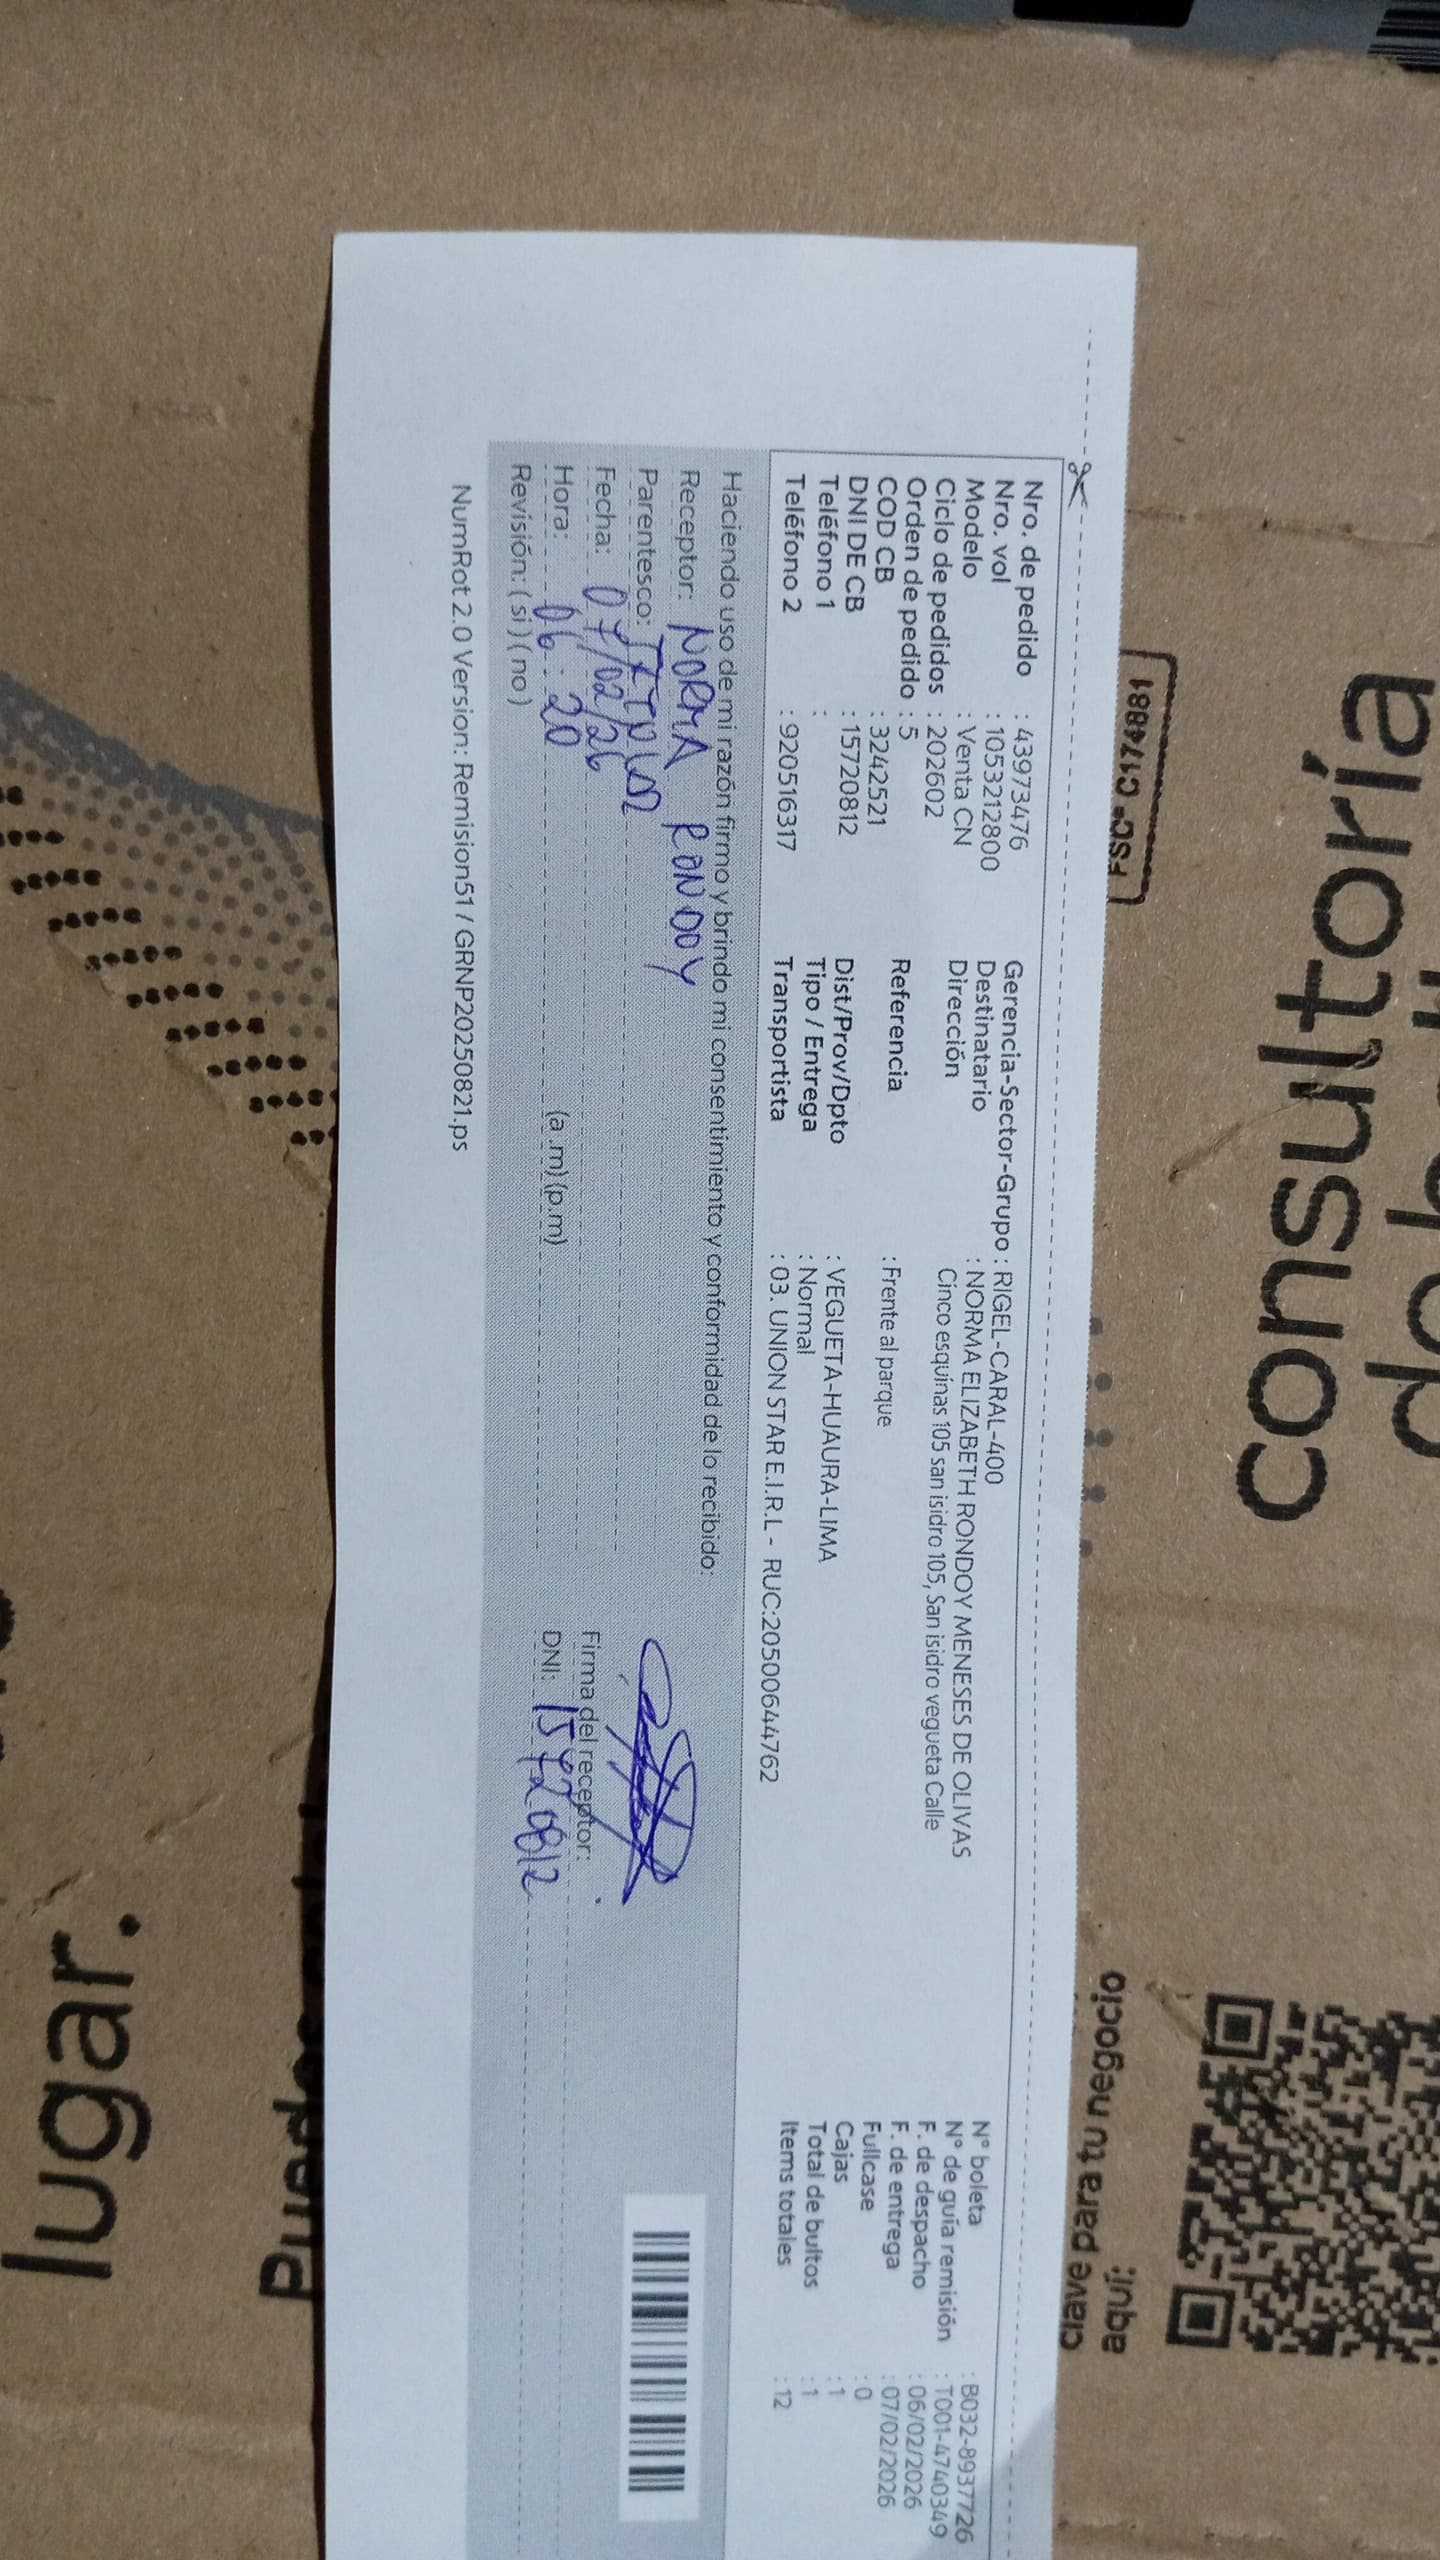 consultoría
FSC® C174881
aquí:
clave para tu negocio
lugar.
Nro. de pedido : 43973476
Nro. vol : 1053212800
Modelo : Venta CN
Ciclo de pedidos : 202602
Orden de pedido : 5
COD CB : 3242521
DNI DE CB : 15720812
Teléfono 1 :
Teléfono 2 : 920516317
Gerencia-Sector-Grupo : RIGEL-CARAL-400
Destinatario : NORMA ELIZABETH RONDOY MENESES DE OLIVAS
Dirección Cinco esquinas 105 san isidro 105, San isidro vegueta Calle
Referencia : Frente al parque
Dist/Prov/Dpto : VEGUETA-HUAURA-LIMA
Tipo / Entrega : Normal
Transportista : 03. UNION STAR E.I.R.L - RUC:20500644762
N° boleta : B032-8937726
N° de guía remisión : T001-4740349
F. de despacho : 06/02/2026
F. de entrega : 07/02/2026
Fullcase : 0
Cajas : 1
Total de bultos : 1
Items totales : 12
Haciendo uso de mi razón firmo y brindo mi consentimiento y conformidad de lo recibido:
Receptor: NORMA RONDOY
Parentesco:
Fecha: 07/02/26
Hora: 06:20 (a.m)(p.m)
Revisión: ( si ) ( no )
Firma del receptor:
DNI: 15720812
NumRot 2.0 Version: Remision51 / GRNP20250821.ps